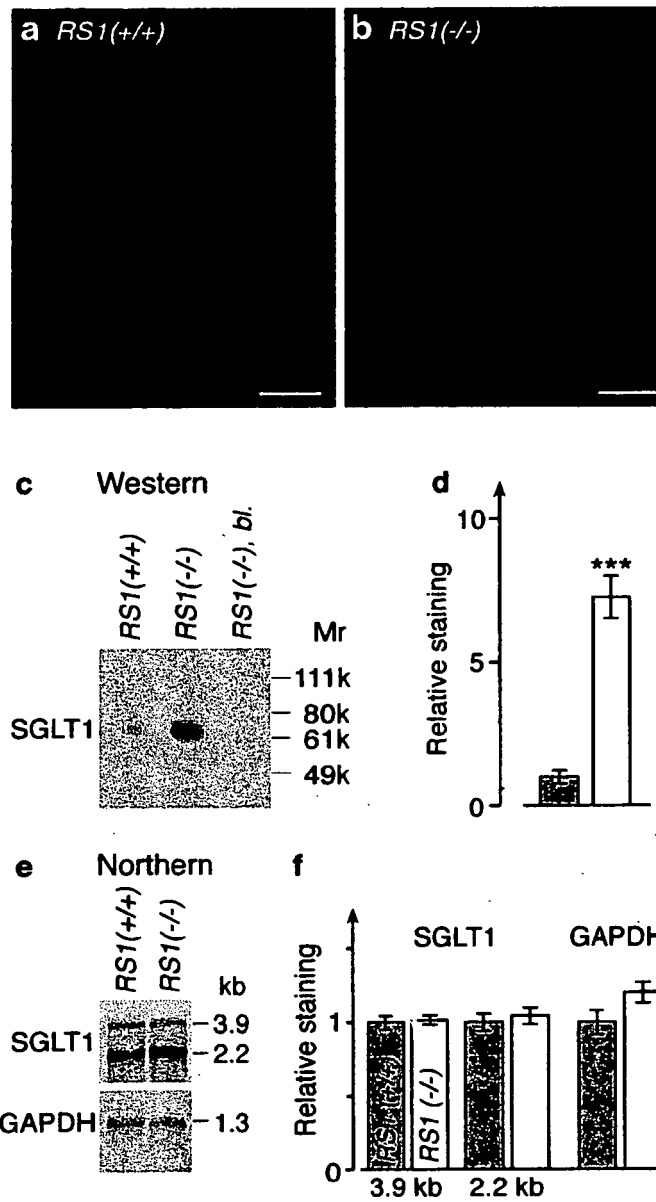 a RS1(+/+)
b RS1(-/-)
c Western
RS1(+/+)
RS1(-/-)
RS1(-/-), bl.
Mr
SGLT1
111k
80k
61k
49k
d
Relative staining
10
***
5
0
e Northern
RS1(+/+)
RS1(-/-)
kb
SGLT1
3.9
2.2
GAPDH
1.3
f
SGLT1
GAPDH
Relative staining
1
0
RS1(+/+)
RS1 (-/-)
3.9 kb
2.2 kb